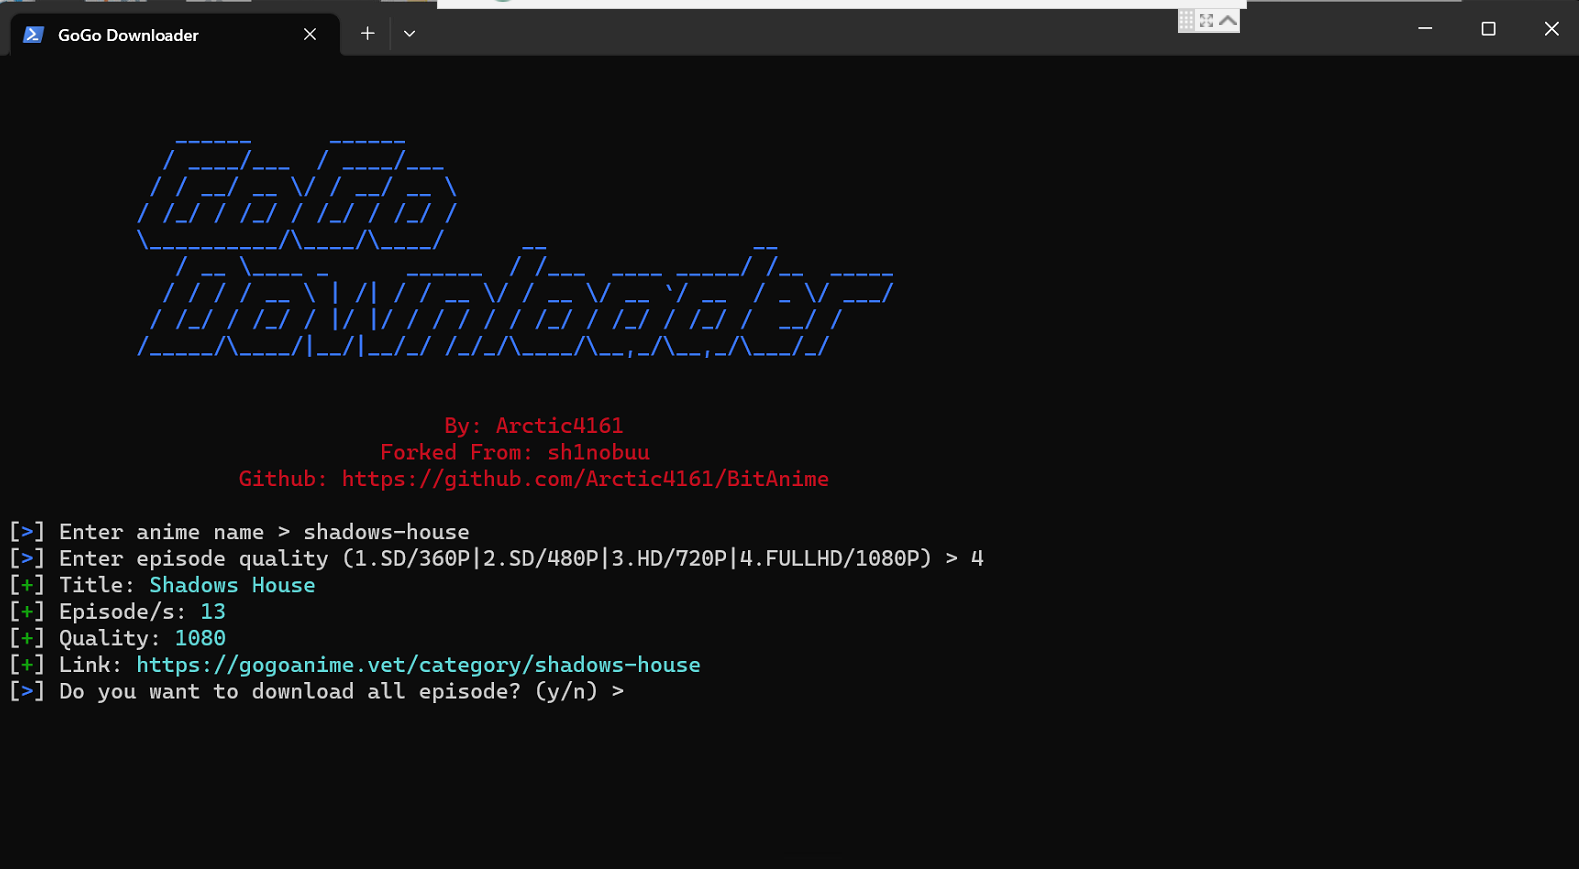 GoGo Downloader
GoGo
Downloader
By: Arctic4161
Forked From: sh1nobuu
Github: https://github.com/Arctic4161/BitAnime
[>] Enter anime name > shadows-house
[>] Enter episode quality (1.SD/360P|2.SD/480P|3.HD/720P|4.FULLHD/1080P) > 4
[+] Title: Shadows House
[+] Episode/s: 13
[+] Quality: 1080
[+] Link: https://gogoanime.vet/category/shadows-house
[>] Do you want to download all episode? (y/n) >